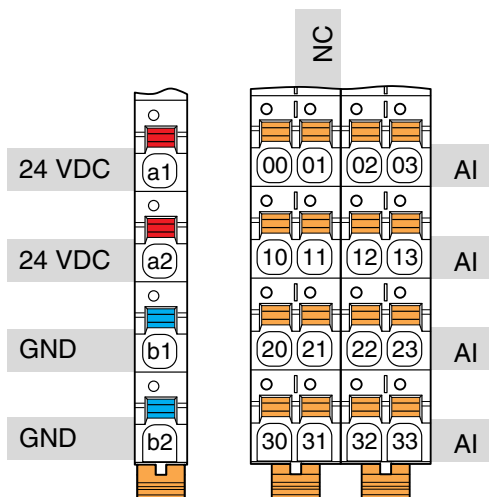 NC
24 VDC a1 00 01 02 03 AI
24 VDC a2 10 11 12 13 AI
GND b1 20 21 22 23 AI
GND b2 30 31 32 33 AI